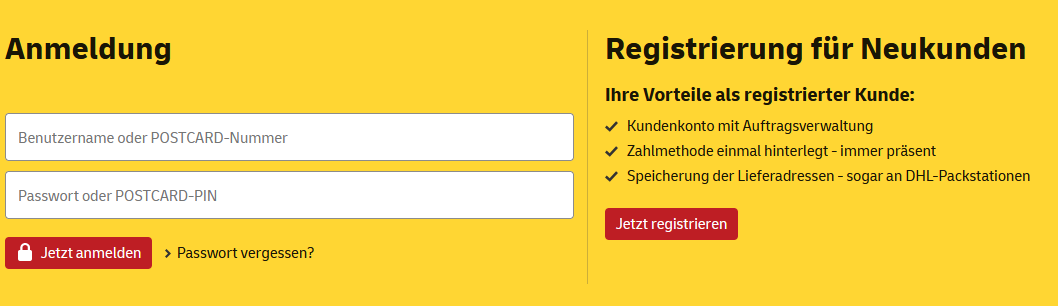 Anmeldung
Benutzername oder POSTCARD-Nummer
Passwort oder POSTCARD-PIN
Jetzt anmelden
Passwort vergessen?
Registrierung für Neukunden
Ihre Vorteile als registrierter Kunde:
Kundenkonto mit Auftragsverwaltung
Zahlmethode einmal hinterlegt - immer präsent
Speicherung der Lieferadressen - sogar an DHL-Packstationen
Jetzt registrieren